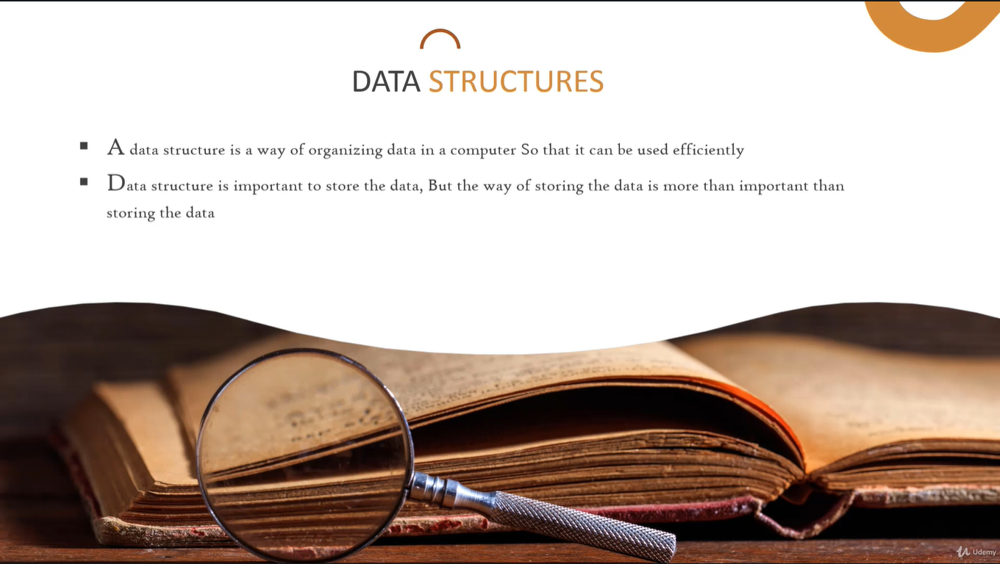 DATA STRUCTURES
▪ A data structure is a way of organizing data in a computer So that it can be used efficiently
▪ Data structure is important to store the data, But the way of storing the data is more than important than
storing the data
Udemy